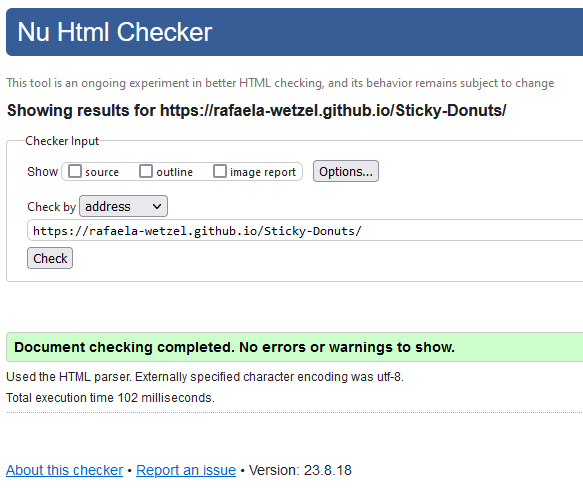 Nu Html Checker
This tool is an ongoing experiment in better HTML checking, and its behavior remains subject to change
Showing results for https://rafaela-wetzel.github.io/Sticky-Donuts/
Checker Input
Show source outline image report Options...
Check by address
https://rafaela-wetzel.github.io/Sticky-Donuts/
Check
Document checking completed. No errors or warnings to show.
Used the HTML parser. Externally specified character encoding was utf-8.
Total execution time 102 milliseconds.
About this checker • Report an issue • Version: 23.8.18